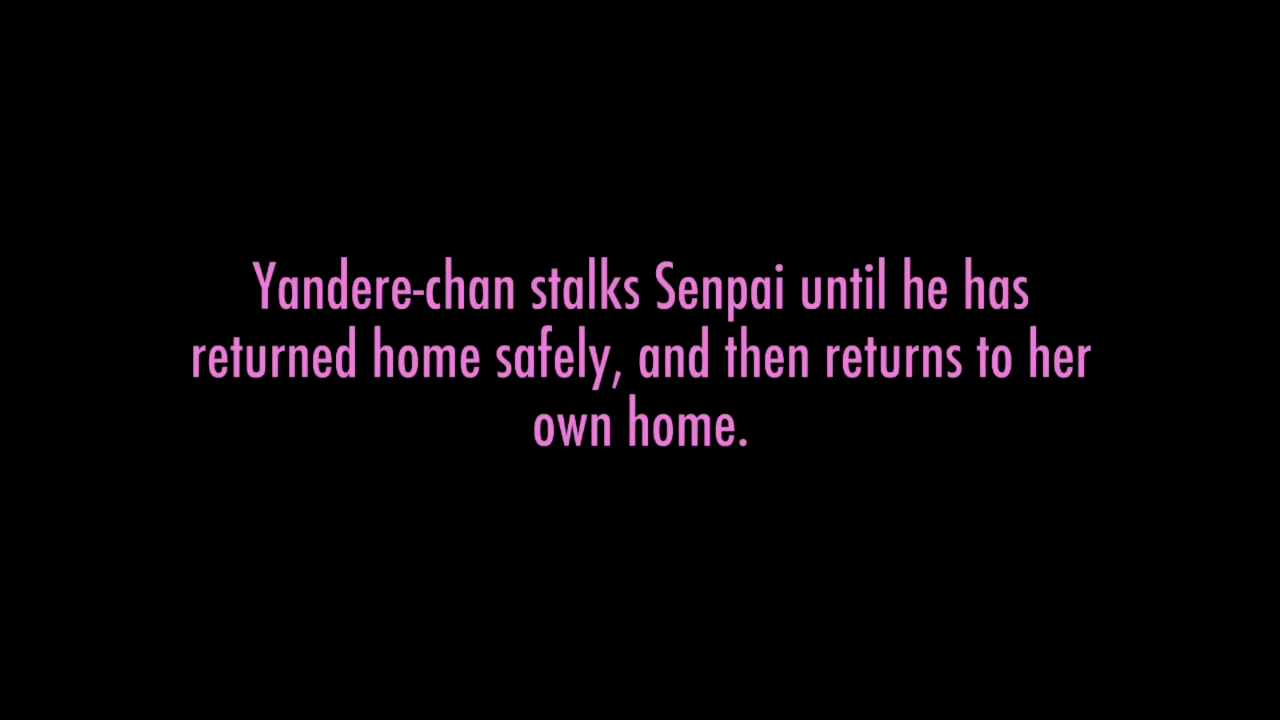 Yandere-chan stalks Senpai until he has
returned home safely, and then returns to her
own home.